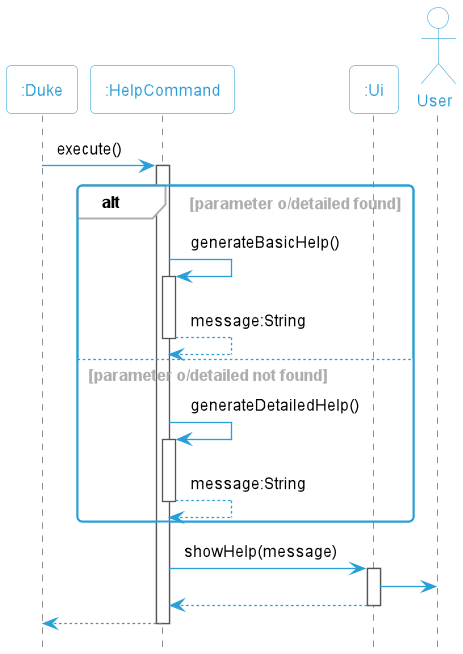 User
:Duke
:HelpCommand
:Ui
execute()
alt
[parameter o/detailed found]
generateBasicHelp()
message:String
[parameter o/detailed not found]
generateDetailedHelp()
message:String
showHelp(message)